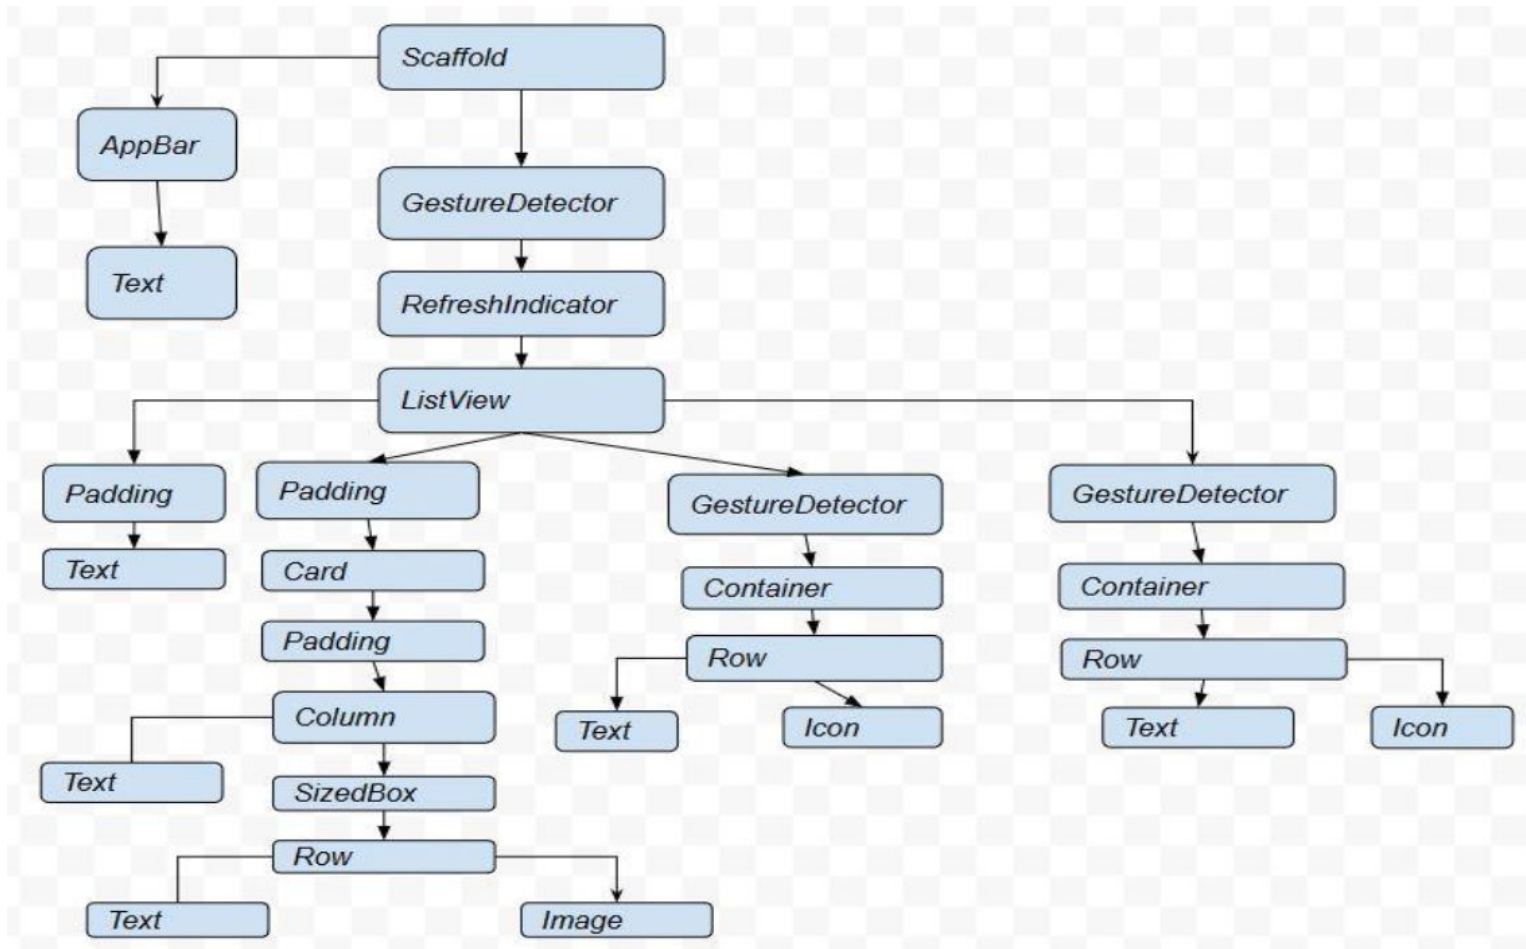 Scaffold
AppBar
GestureDetector
Text
RefreshIndicator
ListView
Padding
Padding
GestureDetector
GestureDetector
Text
Card
Container
Container
Padding
Row
Row
Column
Text
Icon
Text
Icon
Text
SizedBox
Row
Text
Image